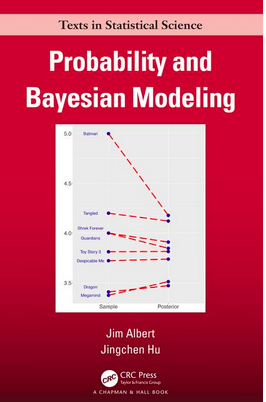 Texts in Statistical Science
Probability and
Bayesian Modeling
5.0
Batman
4.5
Tangled
Shrek Forever
4.0
Guardians
Toy Story 3
Despicable Me
3.5
Dragon
Megamind
Sample
Posterior
Jim Albert
Jingchen Hu
CRC
CRC Press
Taylor & Francis Group
A CHAPMAN & HALL BOOK